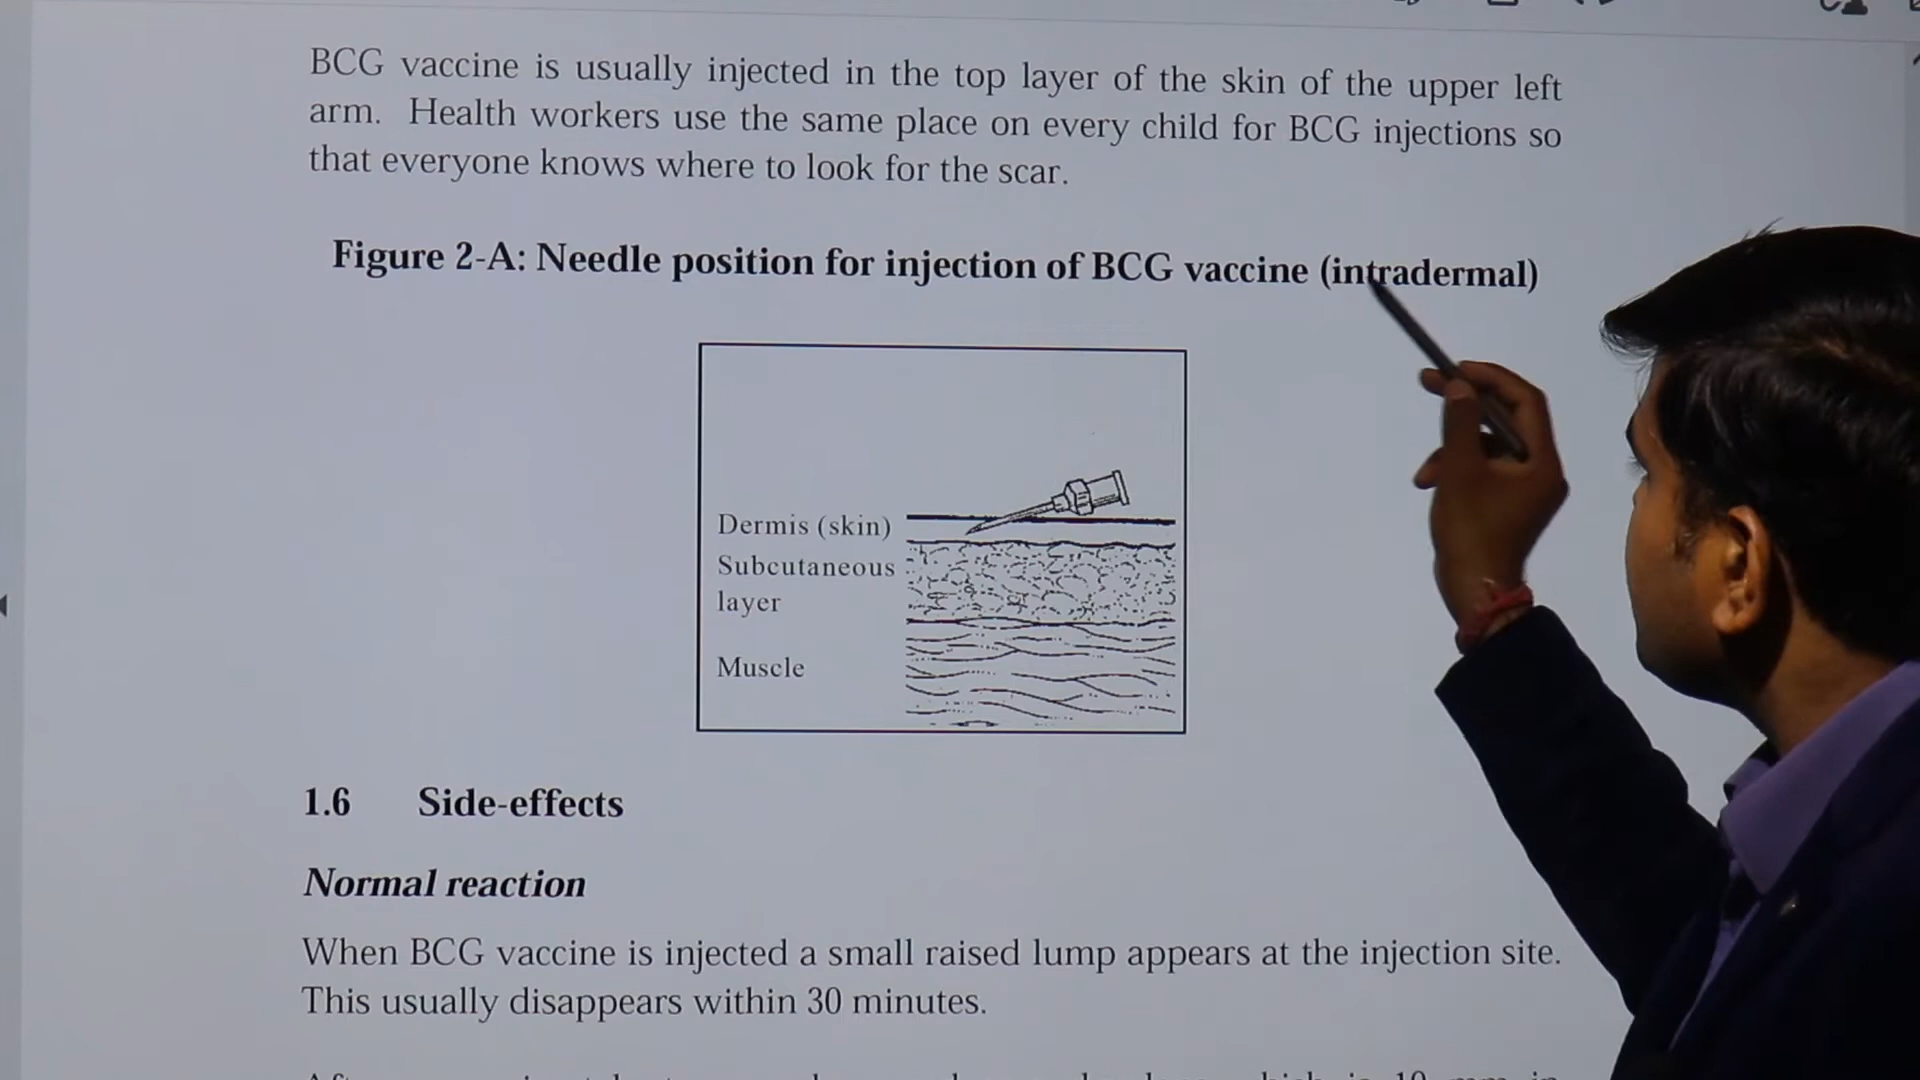 BCG vaccine is usually injected in the top layer of the skin of the upper left
arm. Health workers use the same place on every child for BCG injections so
that everyone knows where to look for the scar.
Figure 2-A: Needle position for injection of BCG vaccine (intradermal)
Dermis (skin)
Subcutaneous
layer
Muscle
1.6 Side-effects
Normal reaction
When BCG vaccine is injected a small raised lump appears at the injection site.
This usually disappears within 30 minutes.